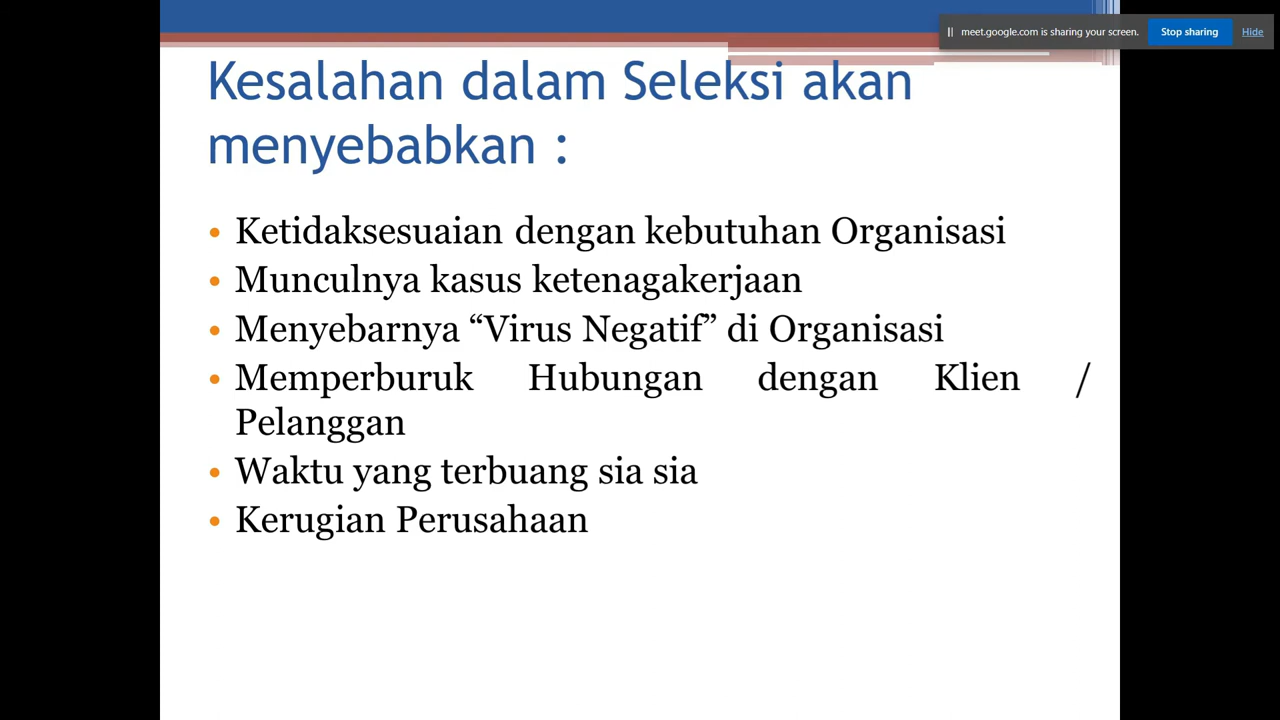 meet.google.com is sharing your screen. Stop sharing Hide
Kesalahan dalam Seleksi akan
menyebabkan :
• Ketidaksesuaian dengan kebutuhan Organisasi
• Munculnya kasus ketenagakerjaan
• Menyebarnya “Virus Negatif” di Organisasi
• Memperburuk Hubungan dengan Klien /
Pelanggan
• Waktu yang terbuang sia sia
• Kerugian Perusahaan